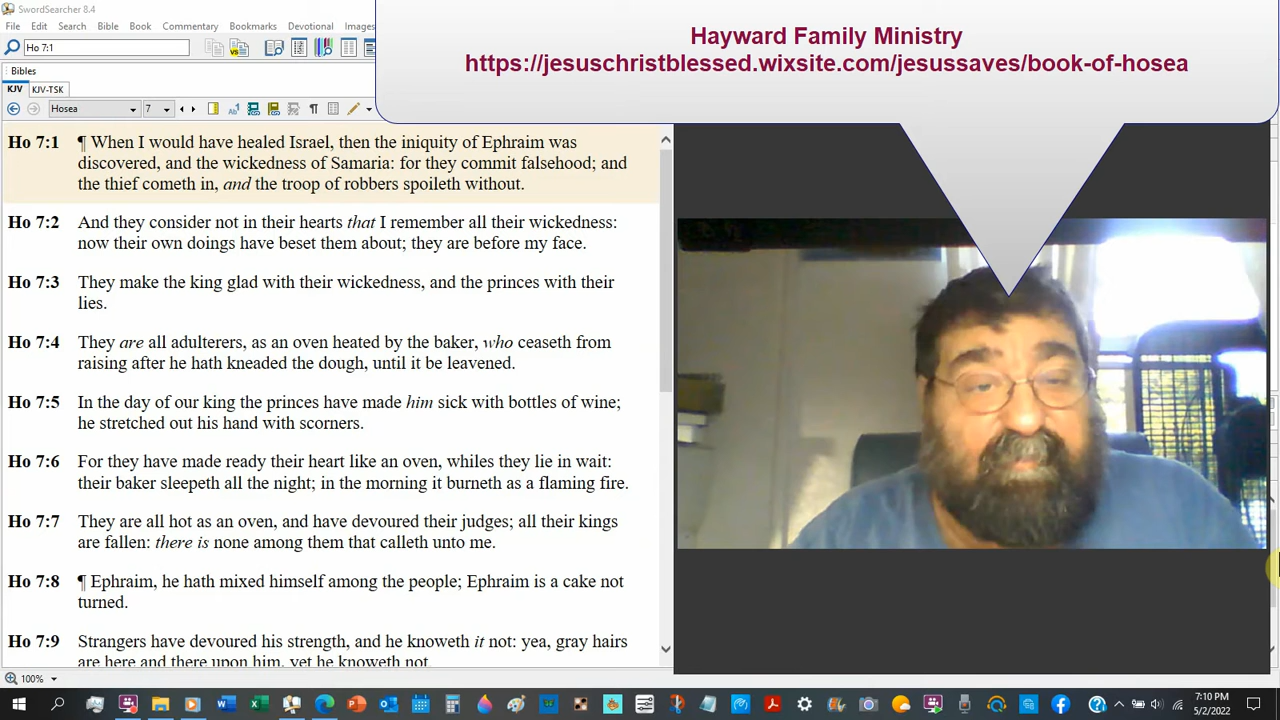 SwordSearcher 8.4
File Edit Search Bible Book Commentary Bookmarks Devotional Images
Hayward Family Ministry
https://jesuschristblessed.wixsite.com/jesussaves/book-of-hosea
Ho 7:1
Bibles
KJV KJV-TSK
Hosea 7
Ho 7:1 ¶ When I would have healed Israel, then the iniquity of Ephraim was
discovered, and the wickedness of Samaria: for they commit falsehood; and
the thief cometh in, and the troop of robbers spoileth without.
Ho 7:2 And they consider not in their hearts that I remember all their wickedness:
now their own doings have beset them about; they are before my face.
Ho 7:3 They make the king glad with their wickedness, and the princes with their
lies.
Ho 7:4 They are all adulterers, as an oven heated by the baker, who ceaseth from
raising after he hath kneaded the dough, until it be leavened.
Ho 7:5 In the day of our king the princes have made him sick with bottles of wine;
he stretched out his hand with scorners.
Ho 7:6 For they have made ready their heart like an oven, whiles they lie in wait:
their baker sleepeth all the night; in the morning it burneth as a flaming fire.
Ho 7:7 They are all hot as an oven, and have devoured their judges; all their kings
are fallen: there is none among them that calleth unto me.
Ho 7:8 ¶ Ephraim, he hath mixed himself among the people; Ephraim is a cake not
turned.
Ho 7:9 Strangers have devoured his strength, and he knoweth it not: yea, gray hairs
are here and there upon him, yet he knoweth not.
100%
7:10 PM
5/2/2022